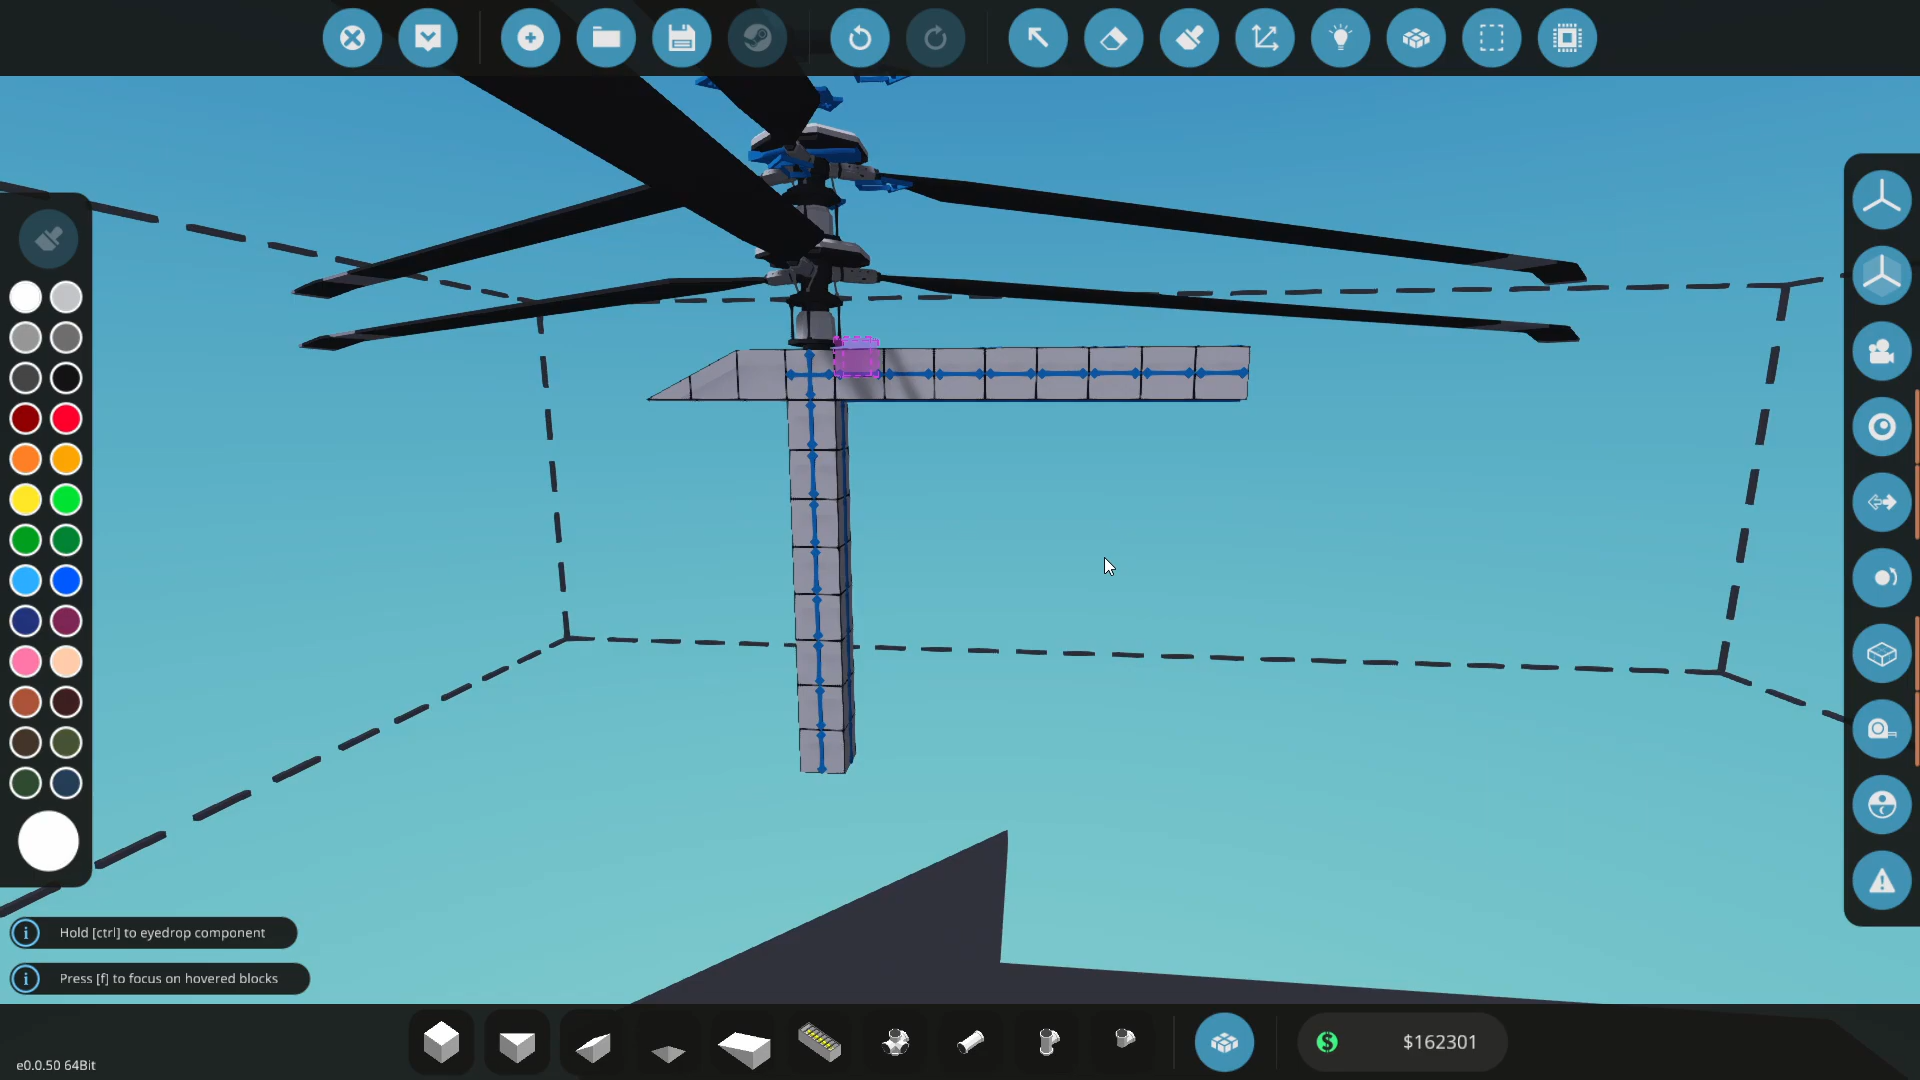 Hold [ctrl] to eyedrop component
Press [f] to focus on hovered blocks
$ $162301
e0.0.50 64Bit